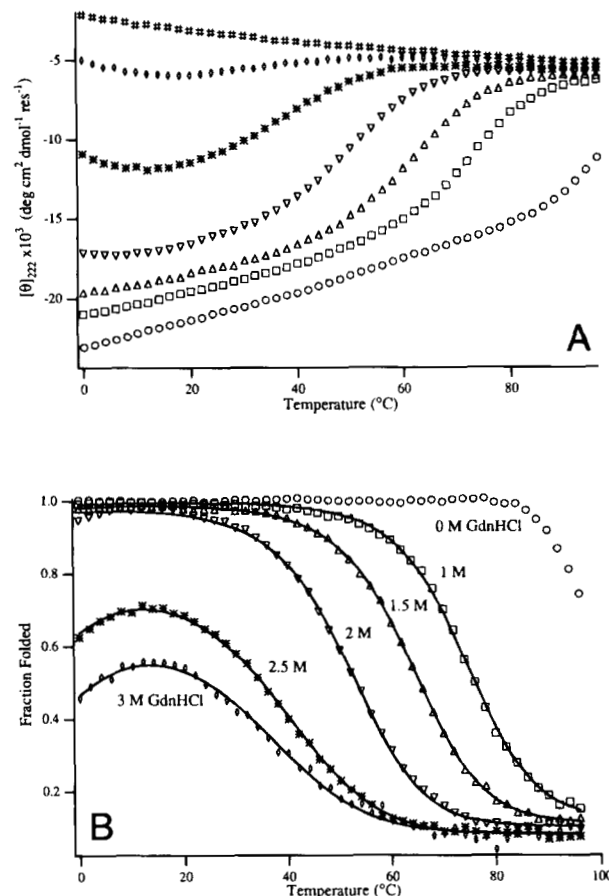 -5
-10
-15
-20
[θ]222 x10³ (deg cm² dmol⁻¹ res⁻¹)
0
20
40
60
80
Temperature (°C)
A
1.0
0.8
0.6
0.4
0.2
Fraction Folded
0 M GdnHCl
1 M
1.5 M
2 M
2.5 M
3 M GdnHCl
B
0
20
40
60
80
100
Temperature (°C)